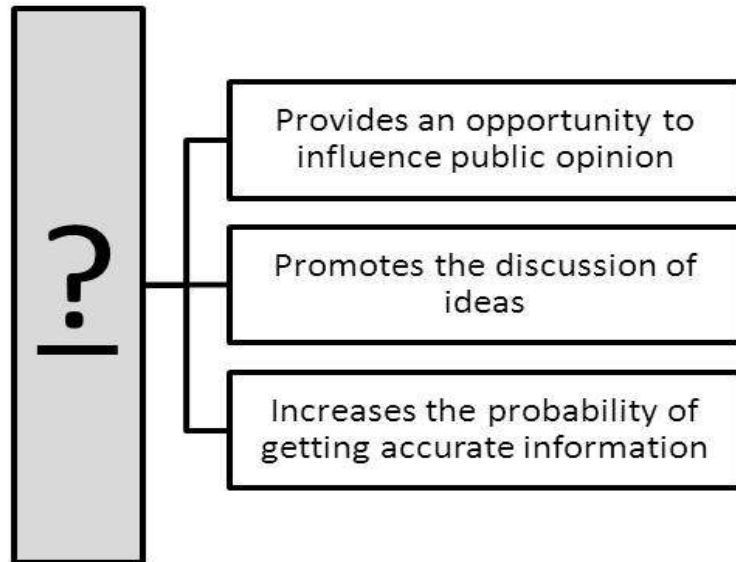 ?
Provides an opportunity to
influence public opinion
Promotes the discussion of
ideas
Increases the probability of
getting accurate information